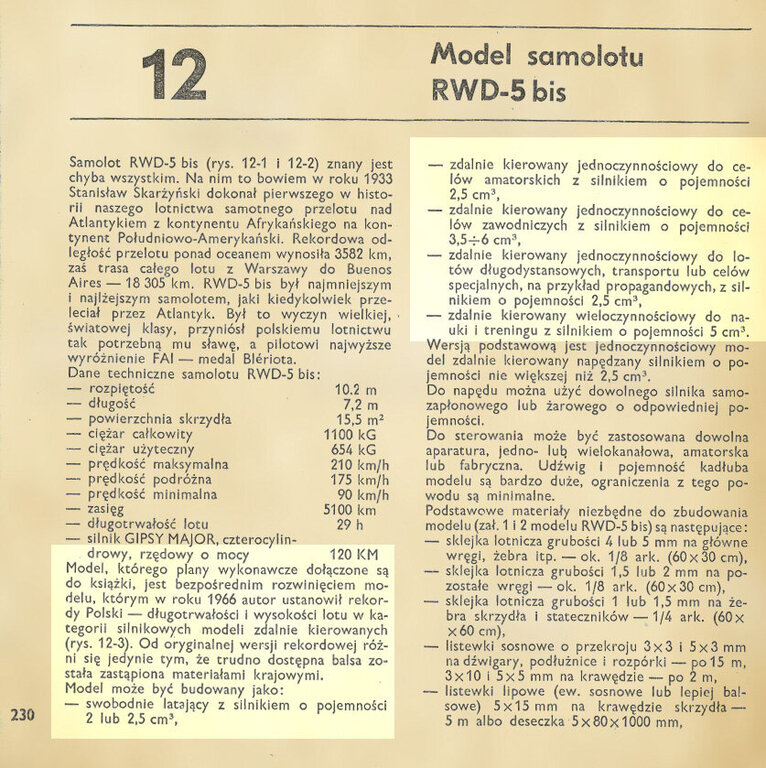 12
Model samolotu
RWD-5 bis
Samolot RWD-5 bis (rys. 12-1 i 12-2) znany jest
chyba wszystkim. Na nim to bowiem w roku 1933
Stanisław Skarżyński dokonał pierwszego w histo-
rii naszego lotnictwa samotnego przelotu nad
Atlantykiem z kontynentu Afrykańskiego na kon-
tynent Południowo-Amerykański. Rekordowa od-
ległość przelotu ponad oceanem wynosiła 3582 km,
zaś trasa całego lotu z Warszawy do Buenos
Aires — 18 305 km. RWD-5 bis był najmniejszym
i najlżejszym samolotem, jaki kiedykolwiek prze-
leciał przez Atlantyk. Był to wyczyn wielkiej,
światowej klasy, przyniósł polskiemu lotnictwu
tak potrzebną mu sławę, a pilotowi najwyższe
wyróżnienie FAI — medal Blériota.
Dane techniczne samolotu RWD-5 bis:
— rozpiętość 10.2 m
— długość 7,2 m
— powierzchnia skrzydła 15,5 m²
— ciężar całkowity 1100 kG
— ciężar użyteczny 654 kG
— prędkość maksymalna 210 km/h
— prędkość podróżna 175 km/h
— prędkość minimalna 90 km/h
— zasięg 5100 km
— długotrwałość lotu 29 h
— silnik GIPSY MAJOR, czterocylin-
drowy, rzędowy o mocy 120 KM
Model, którego plany wykonawcze dołączone są
do książki, jest bezpośrednim rozwinięciem mo-
delu, którym w roku 1966 autor ustanowił rekor-
dy Polski — długotrwałości i wysokości lotu w ka-
tegorii silnikowych modeli zdalnie kierowanych
(rys. 12-3). Od oryginalnej wersji rekordowej róż-
ni się jedynie tym, że trudno dostępna balsa zo-
stała zastąpiona materiałami krajowymi.
Model może być budowany jako:
— swobodnie latający z silnikiem o pojemności
2 lub 2,5 cm³,
230
— zdalnie kierowany jednoczynnościowy do ce-
lów amatorskich z silnikiem o pojemności
2,5 cm³,
— zdalnie kierowany jednoczynnościowy do ce-
lów zawodniczych z silnikiem o pojemności
3,5÷6 cm³,
— zdalnie kierowany jednoczynnościowy do lo-
tów długodystansowych, transportu lub celów
specjalnych, na przykład propagandowych, z sil-
nikiem o pojemności 2,5 cm³,
— zdalnie kierowany wieloczynnościowy do na-
uki i treningu z silnikiem o pojemności 5 cm³.
Wersją podstawową jest jednoczynnościowy mo-
del zdalnie kierowany napędzany silnikiem o po-
jemności nie większej niż 2,5 cm³.
Do napędu można użyć dowolnego silnika samo-
zapłonowego lub żarowego o odpowiedniej po-
jemności.
Do sterowania może być zastosowana dowolna
aparatura, jedno- lub wielokanałowa, amatorska
lub fabryczna. Udźwig i pojemność kadłuba
modelu są bardzo duże, ograniczenia z tego po-
wodu są minimalne.
Podstawowe materiały niezbędne do zbudowania
modelu (zał. 1 i 2 modelu RWD-5 bis) są następujące:
— sklejka lotnicza grubości 4 lub 5 mm na główne
wręgi, żebra itp. — ok. 1/8 ark. (60x30 cm),
— sklejka lotnicza grubości 1,5 lub 2 mm na po-
zostałe wręgi — ok. 1/8 ark. (60x30 cm),
— sklejka lotnicza grubości 1 lub 1,5 mm na że-
bra skrzydła i stateczników — 1/4 ark. (60x
x60 cm),
— listewki sosnowe o przekroju 3x3 i 5x3 mm
na dźwigary, podłużnice i rozpórki — po 15 m,
3x10 i 5x5 mm na krawędzie — po 2 m,
— listewki lipowe (ew. sosnowe lub lepiej bal-
sowe) 5x15 mm na krawędzie skrzydła —
5 m albo deseczka 5x80x1000 mm,